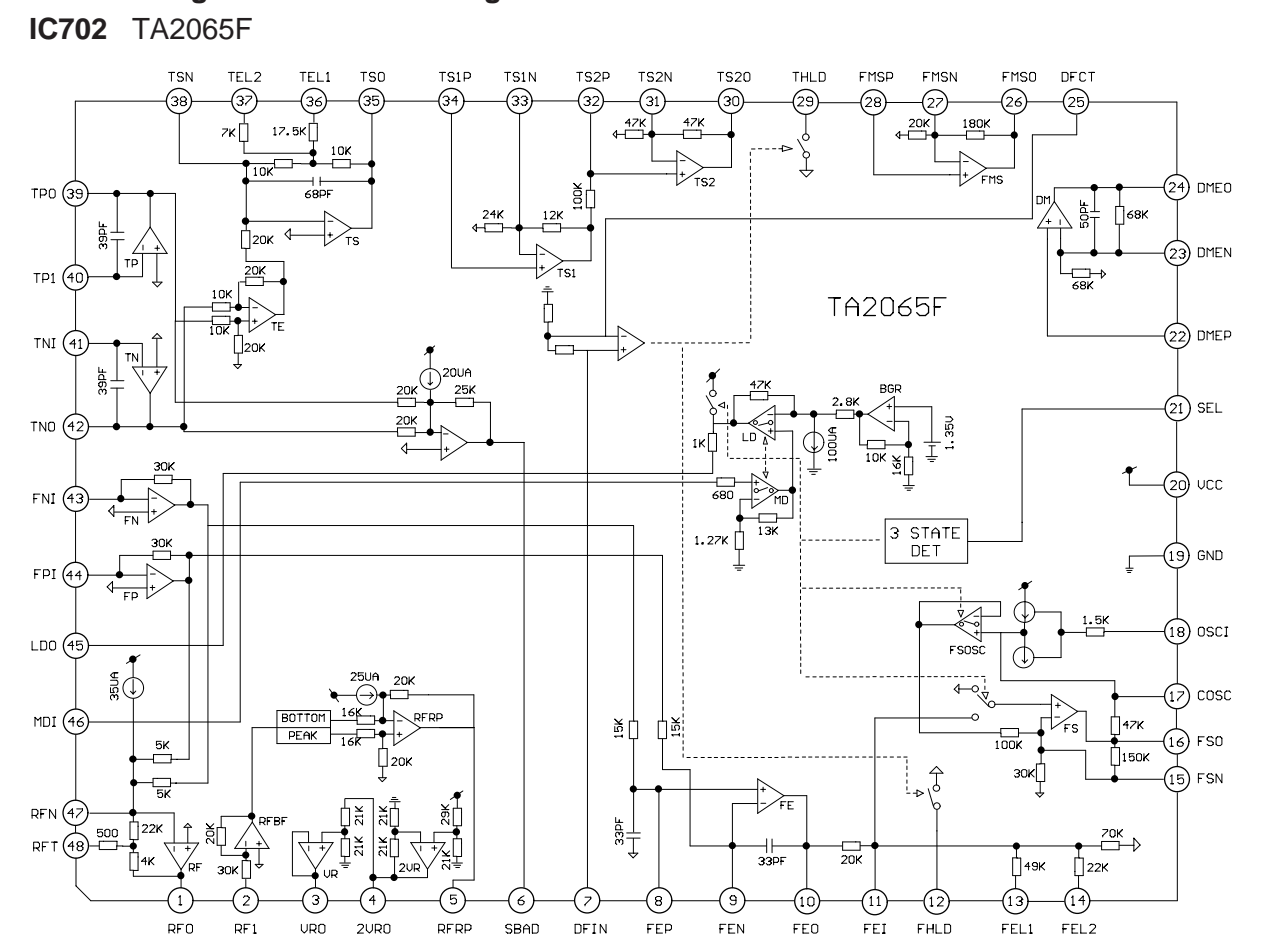 IC702 TA2065F
TSN TEL2 TEL1 TSO TS1P TS1N TS2P TS2N TS2O THLD FMSP FMSN FMSO DFCT
38 37 36 35 34 33 32 31 30 29 28 27 26 25
7K 17.5K 47K 47K 20K 180K
10K 10K
68PF
TS2 FMS
TPO 39
24 DMEO
100K
DM 50PF 68K
39PF TP
24K 12K
20K TS
TS1
23 DMEN
TPI 40
20K
68K
10K TE
10K
20K
TA2065F
TNI 41
TN
22 DMEP
39PF
20UA
47K BGR
20K 25K
2.8K
21 SEL
TNO 42
20K
LD 100UA 1.35V
1K
10K 16K
30K
FNI 43
FN
680 MD
20 VCC
13K
1.27K
3 STATE
DET
30K
FPI 44
FP
19 GND
1.5K
18 OSCI
FSOSC
LDO 45
35UA
25UA
20K
17 COSC
MDI 46
BOTTOM 16K RFRP
PEAK 16K
20K
15K 15K
FS 47K
100K
16 FSO
5K
5K
150K
30K
15 FSN
RFN 47
22K 20K RFBF 21K 21K 29K
FE
RFT 48 500
4K RF 30K VR 21K 21K 2VR 21K
33PF 33PF 20K
70K
49K 22K
1 2 3 4 5 6 7 8 9 10 11 12 13 14
RFO RFI VRO 2VRO RFRP SBAD DFIN FEP FEN FEO FEI FHLD FEL1 FEL2